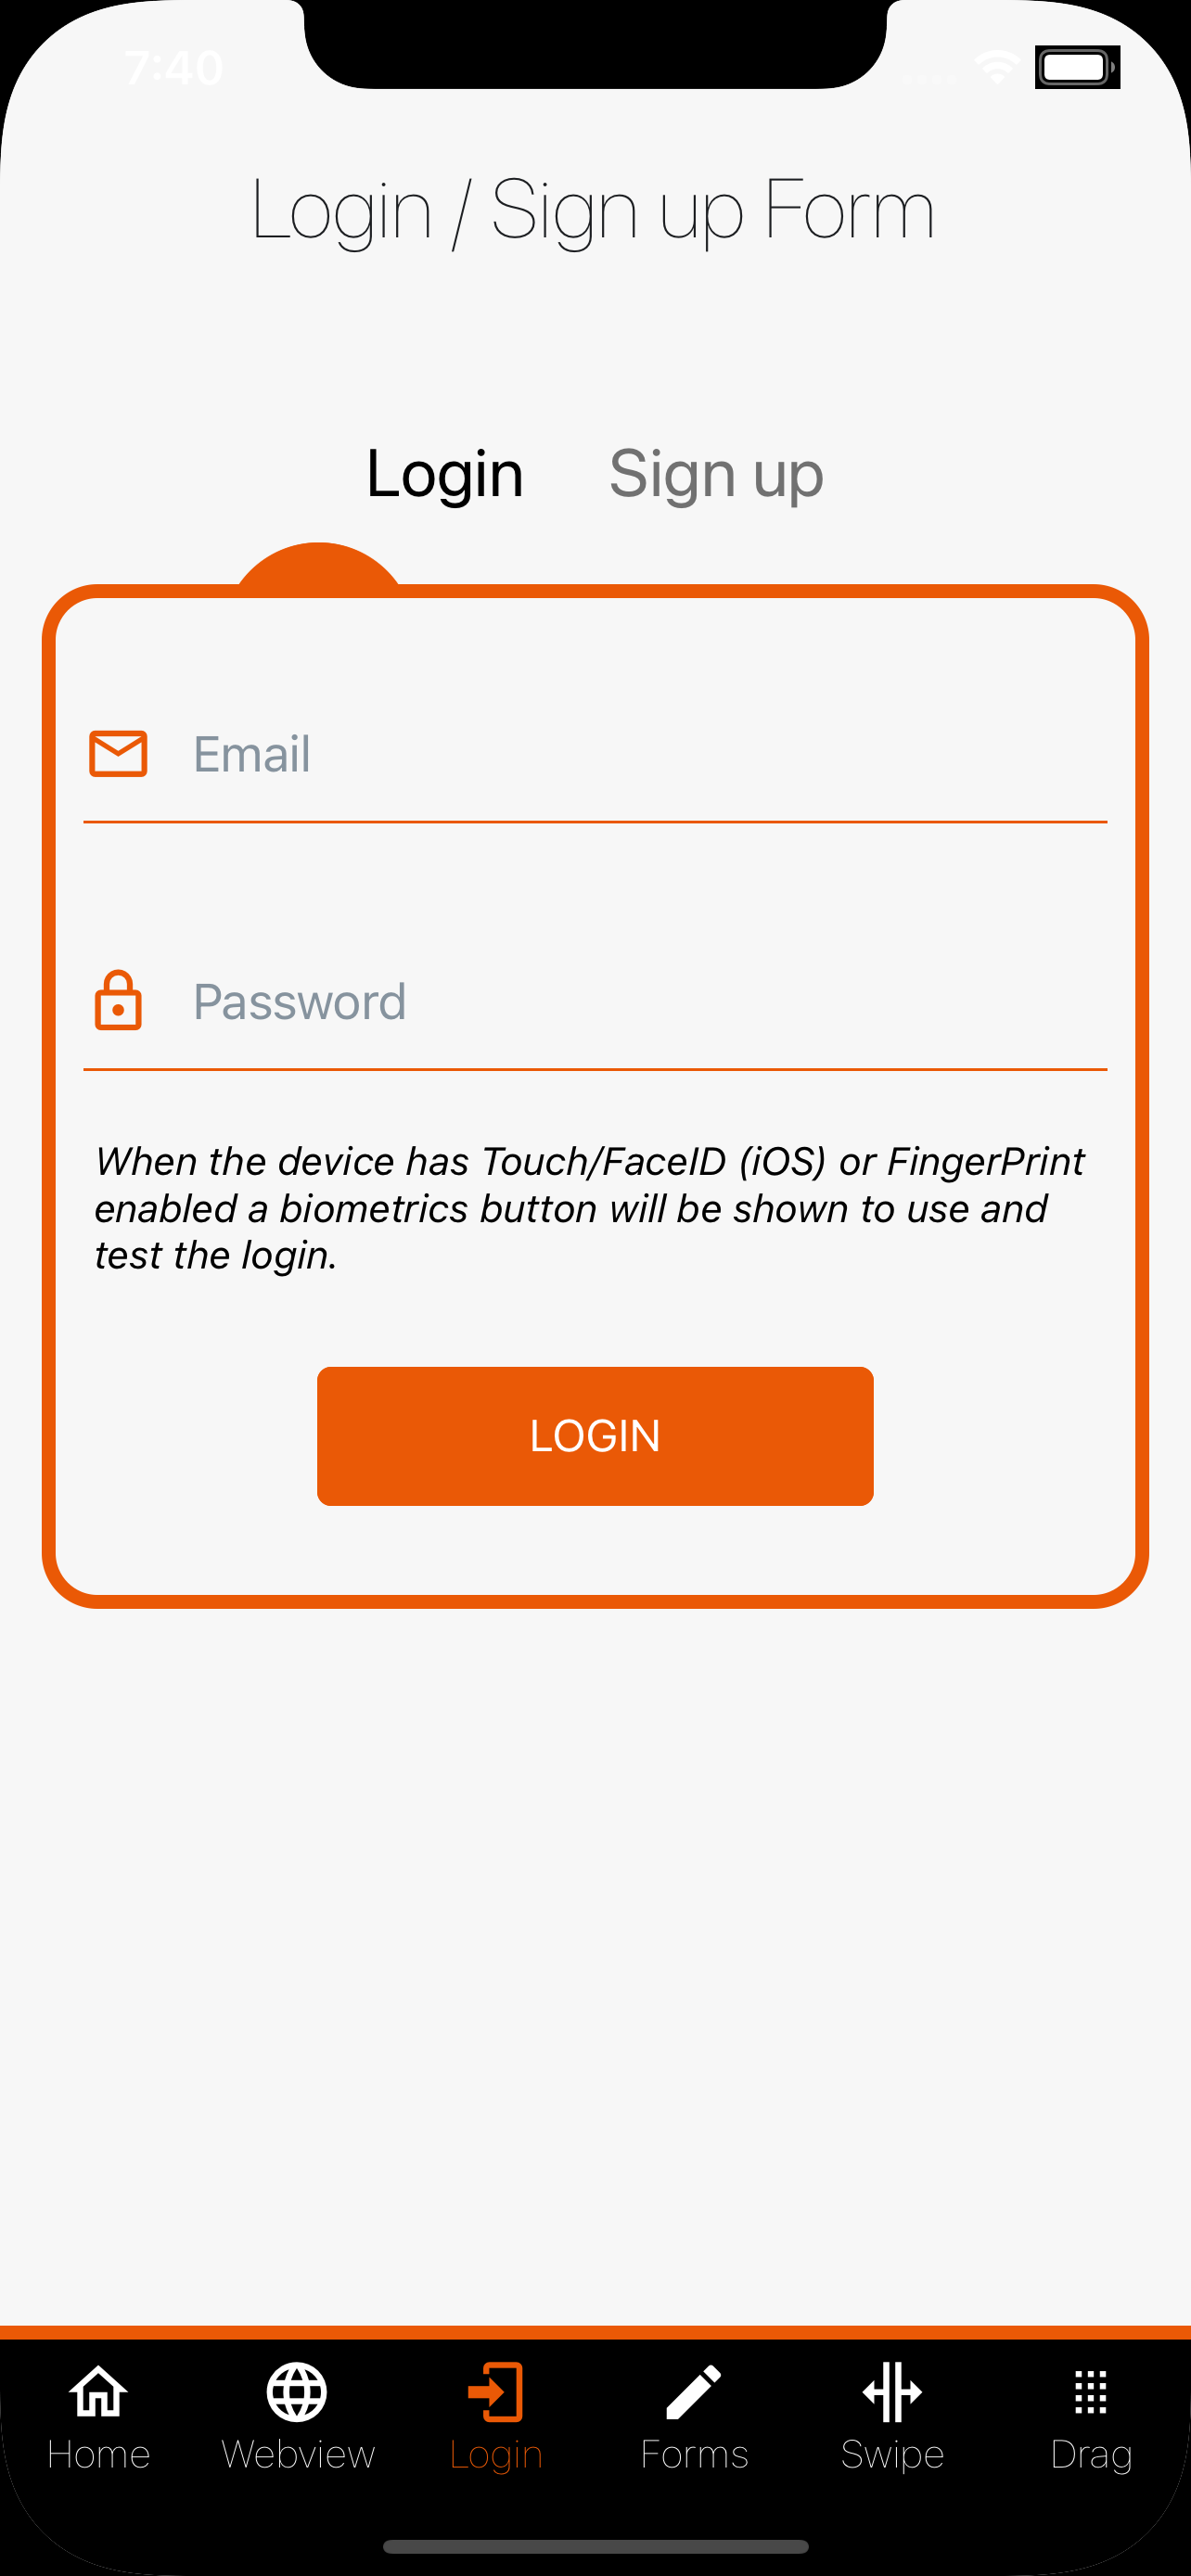 7:40
Login / Sign up Form
Login Sign up
Email
Password
When the device has Touch/FaceID (iOS) or FingerPrint
enabled a biometrics button will be shown to use and
test the login.
LOGIN
Home Webview Login Forms Swipe Drag